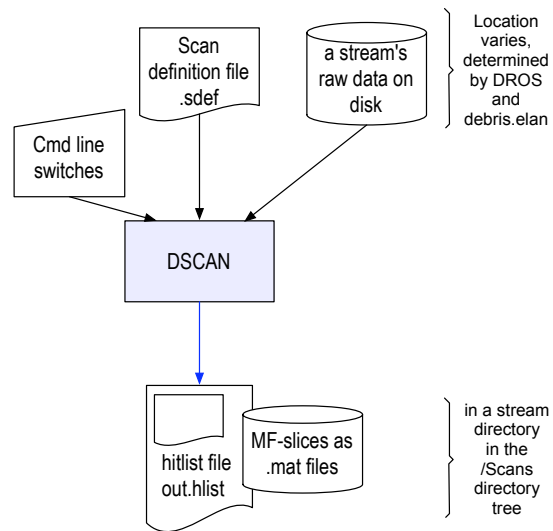 Scan
definition file
.sdef
a stream's
raw data on
disk
Location
varies,
determined
by DROS
and
debris.elan
Cmd line
switches
DSCAN
hitlist file
out.hlist
MF-slices as
.mat files
in a stream
directory
in the
/Scans
directory
tree